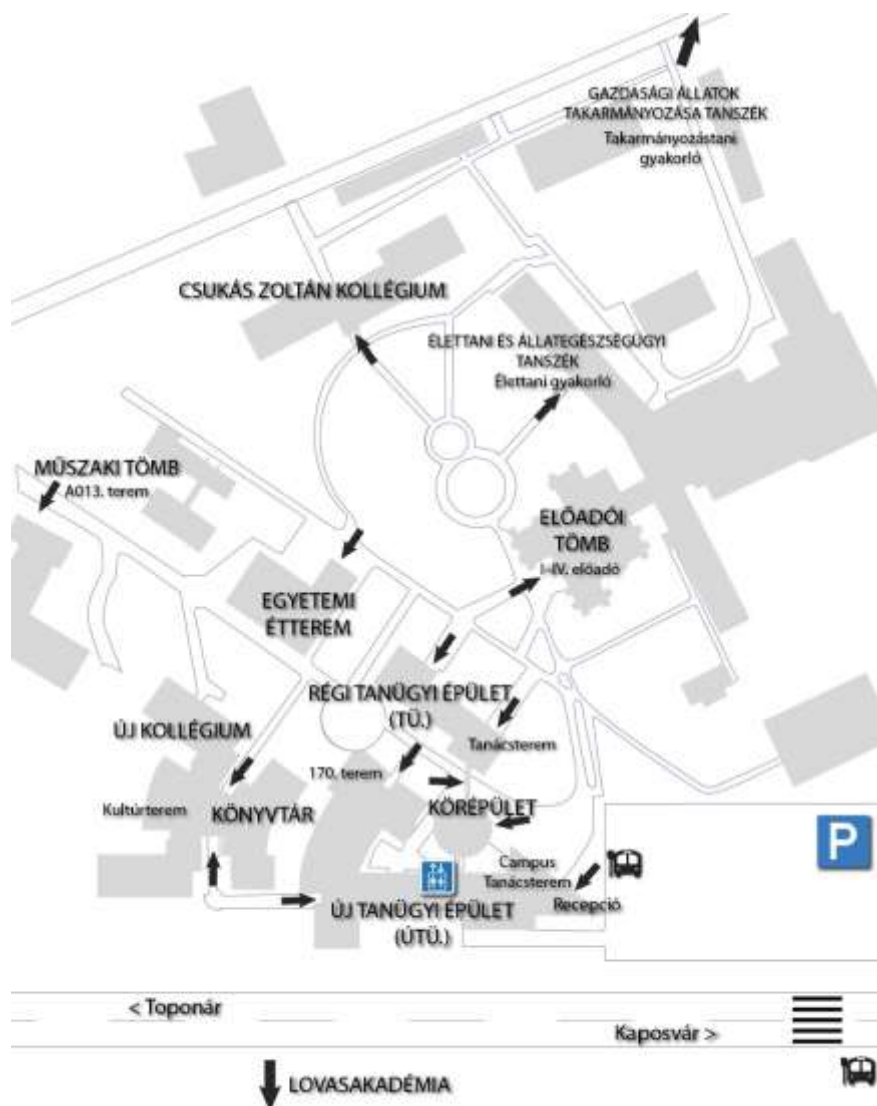 GAZDASÁGI ÁLLATOK
TAKARMÁNYOZÁSA TANSZÉK
Takarmányozástani
gyakorló
CSUKÁS ZOLTÁN KOLLÉGIUM
ÉLETTANI ÉS ÁLLATEGÉSZSÉGÜGYI
TANSZÉK
Élettani gyakorló
MŰSZAKI TÖMB
A013. terem
ELŐADÓI
TÖMB
I-IV. előadó
EGYETEMI
ÉTTEREM
RÉGI TANÜGYI ÉPÜLET
(TÜ.)
ÚJ KOLLÉGIUM
Tanácsterem
170. terem
Kultúrterem
KÖNYVTÁR
KÖRÉPÜLET
P
Campus
Tanácsterem
Recepció
ÚJ TANÜGYI ÉPÜLET
(ÚTÜ.)
< Toponár
Kaposvár >
LOVASAKADÉMIA